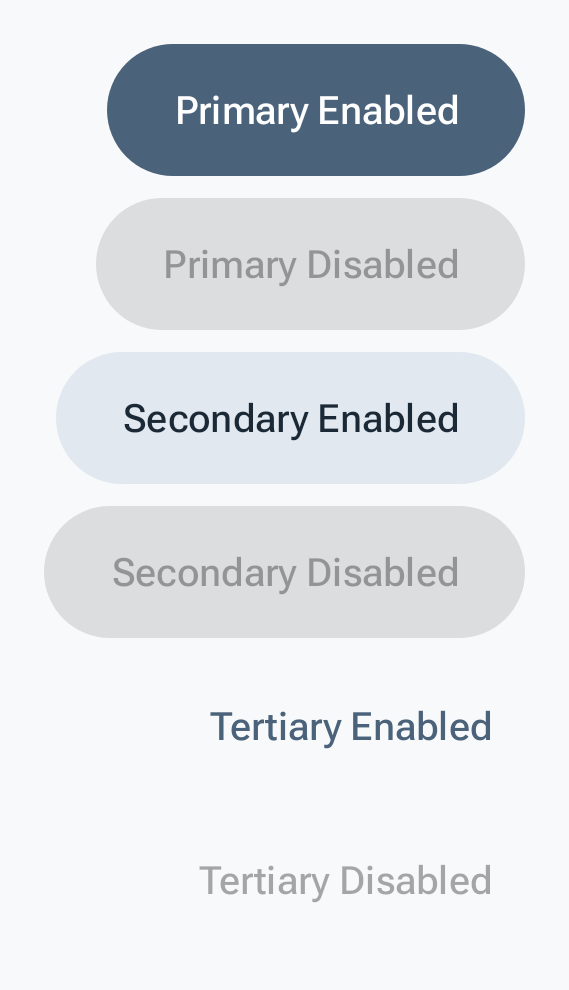 Primary Enabled
Primary Disabled
Secondary Enabled
Secondary Disabled
Tertiary Enabled
Tertiary Disabled